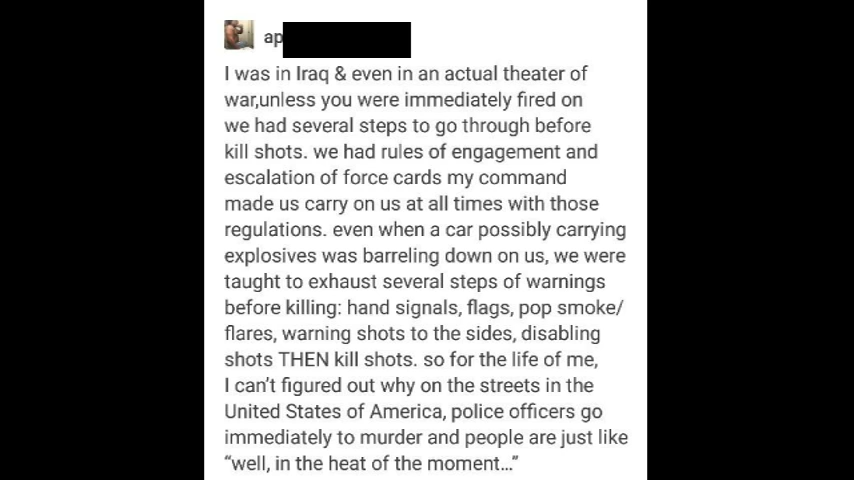 ap
I was in Iraq & even in an actual theater of
war,unless you were immediately fired on
we had several steps to go through before
kill shots. we had rules of engagement and
escalation of force cards my command
made us carry on us at all times with those
regulations. even when a car possibly carrying
explosives was barreling down on us, we were
taught to exhaust several steps of warnings
before killing: hand signals, flags, pop smoke/
flares, warning shots to the sides, disabling
shots THEN kill shots. so for the life of me,
I can't figured out why on the streets in the
United States of America, police officers go
immediately to murder and people are just like
“well, in the heat of the moment...”